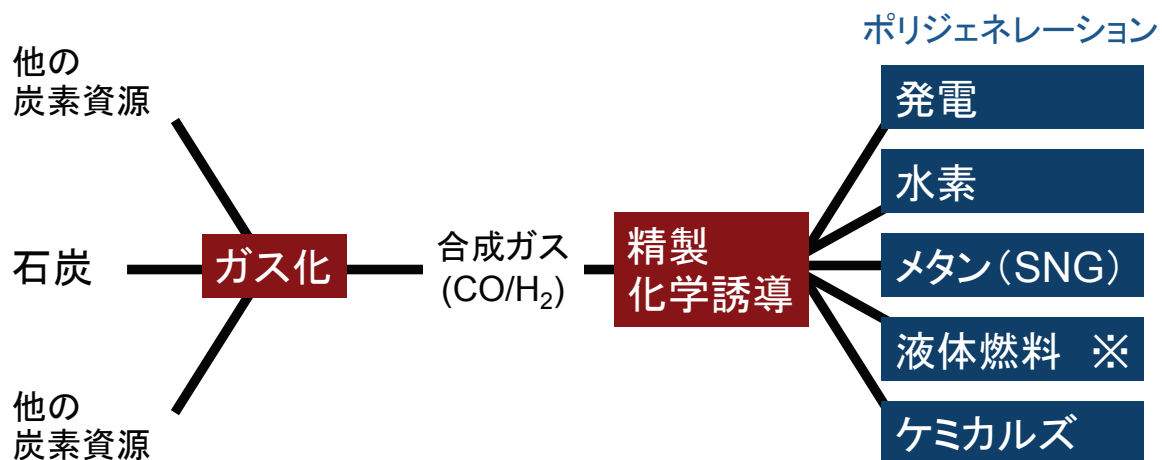 ポリジェネレーション
他の
炭素資源
石炭
他の
炭素資源
ガス化
合成ガス
(CO/H₂)
精製
化学誘導
発電
水素
メタン（SNG）
液体燃料　※
ケミカルズ